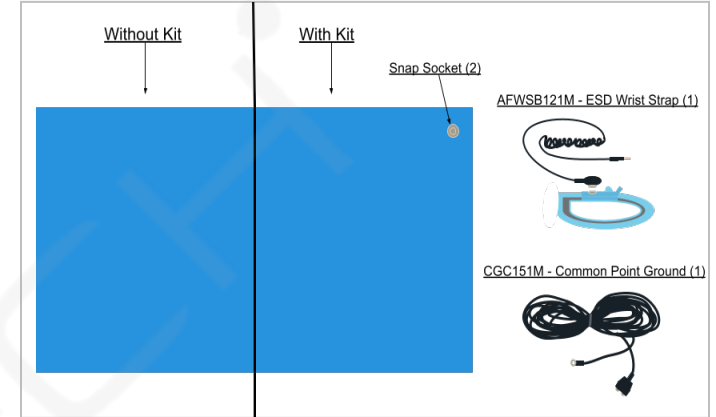 Without Kit
With Kit
Snap Socket (2)
AFWSB121M - ESD Wrist Strap (1)
CGC151M - Common Point Ground (1)